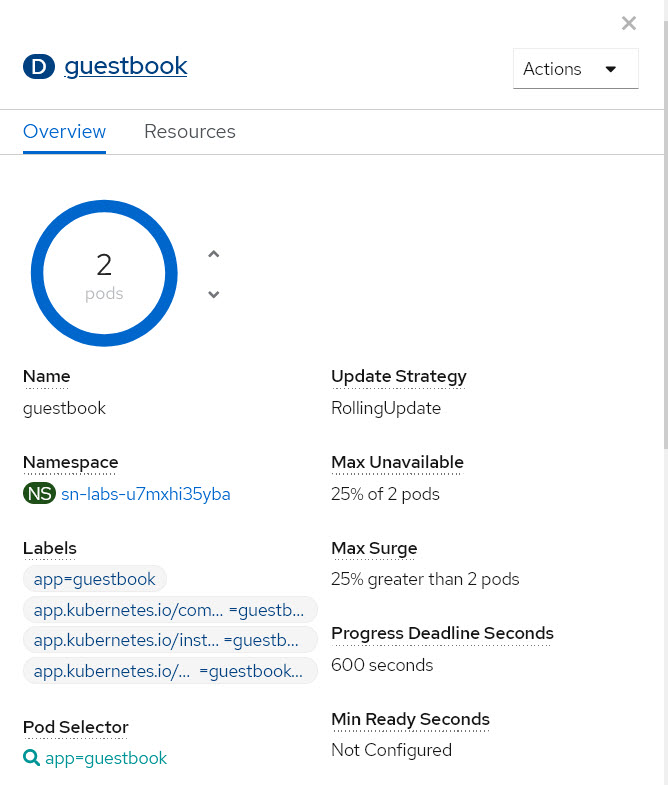 ×
D guestbook
Actions
Overview Resources
2
pods
Name
guestbook
Namespace
NS sn-labs-u7mxhi35yba
Labels
app=guestbook
app.kubernetes.io/com... =guestb...
app.kubernetes.io/inst... =guestb...
app.kubernetes.io/... =guestbook...
Pod Selector
app=guestbook
Update Strategy
RollingUpdate
Max Unavailable
25% of 2 pods
Max Surge
25% greater than 2 pods
Progress Deadline Seconds
600 seconds
Min Ready Seconds
Not Configured